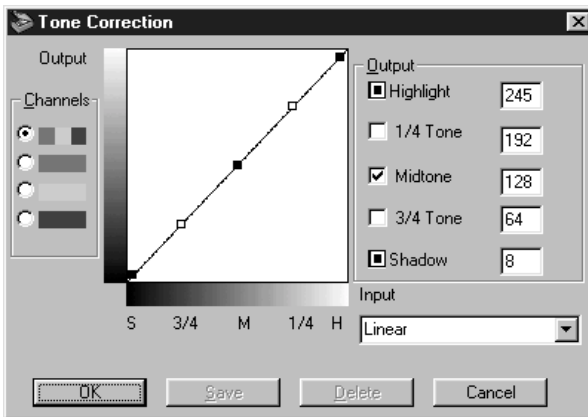 Tone Correction
Output
Channels
Output
Highlight 245
1/4 Tone 192
Midtone 128
3/4 Tone 64
Shadow 8
S 3/4 M 1/4 H
Input
Linear
OK Save Delete Cancel